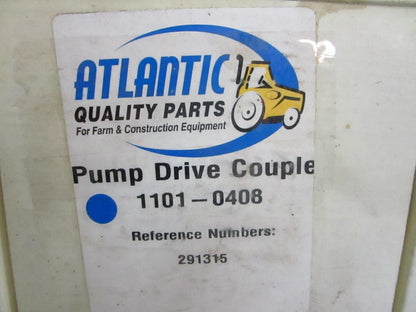 ATLANTIC
QUALITY PARTS
For Farm & Construction Equipment
Pump Drive Couple
1101-0408
Reference Numbers:
291315